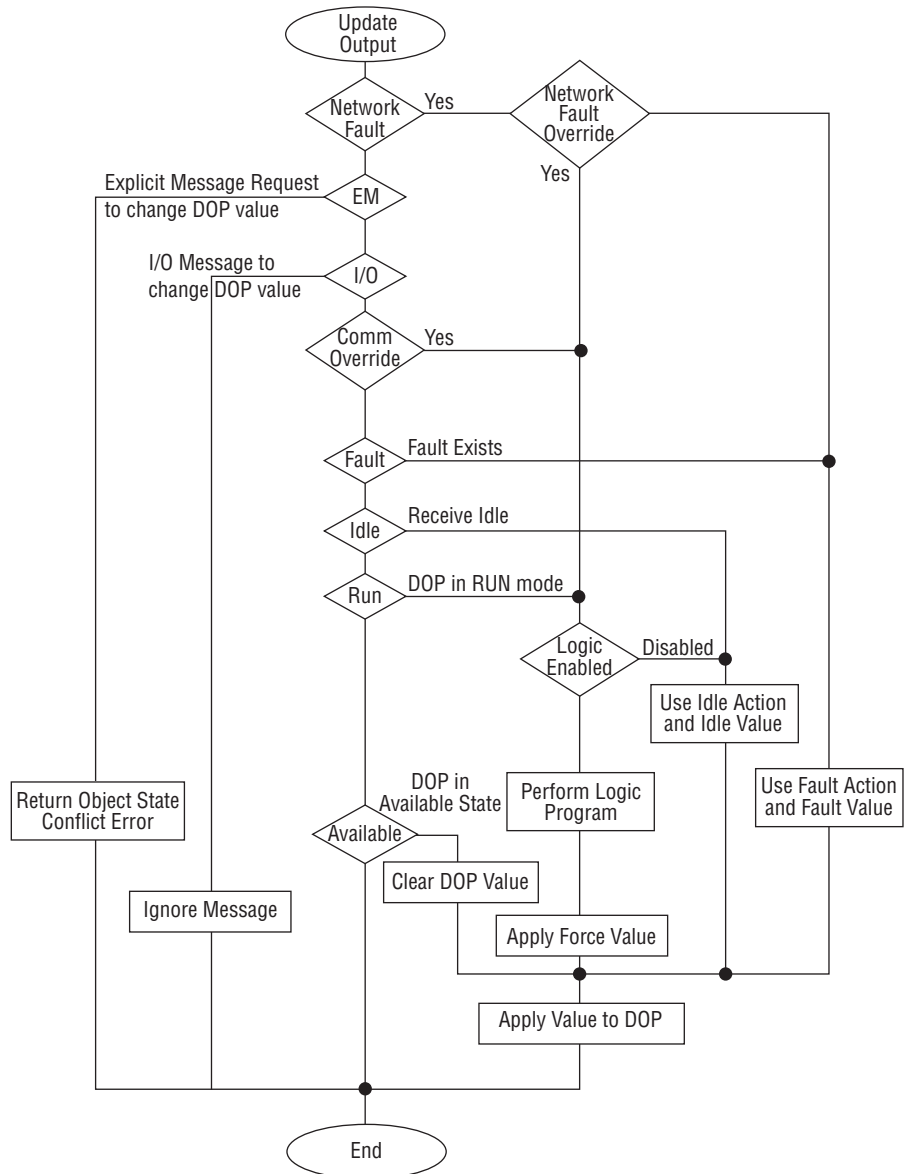 Update
Output
Network
Fault
Yes
Network
Fault
Override
Yes
Explicit Message Request
to change DOP value
EM
I/O Message to
change DOP value
I/O
Comm
Override
Yes
Fault
Fault Exists
Idle
Receive Idle
Run
DOP in RUN mode
Logic
Enabled
Disabled
Use Idle Action
and Idle Value
Return Object State
Conflict Error
DOP in
Available State
Available
Perform Logic
Program
Use Fault Action
and Fault Value
Clear DOP Value
Ignore Message
Apply Force Value
Apply Value to DOP
End